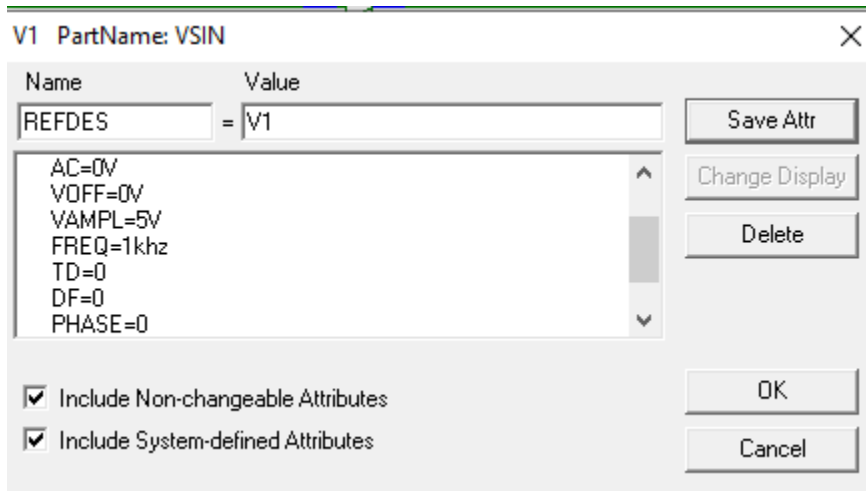 V1 PartName: VSIN
Name Value
REFDES = V1 Save Attr
AC=0V
VOFF=0V
VAMPL=5V
FREQ=1khz
TD=0
DF=0
PHASE=0
Change Display
Delete
Include Non-changeable Attributes
Include System-defined Attributes
OK
Cancel